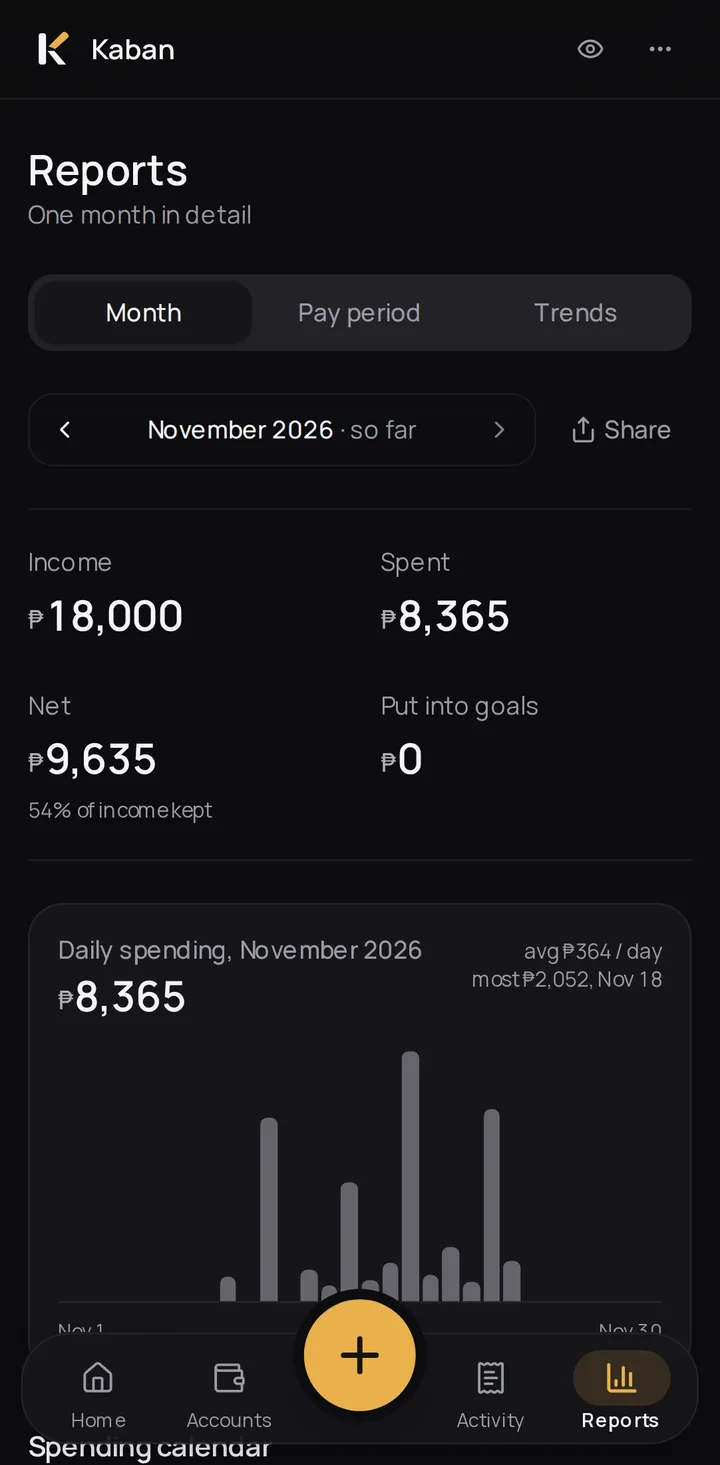 Kaban
Reports
One month in detail
Month
Pay period
Trends
November 2026 · so far
Share
Income
Spent
₱18,000
₱8,365
Net
Put into goals
₱9,635
₱0
54% of income kept
Daily spending, November 2026
avg ₱364 / day
₱8,365
most ₱2,052, Nov 18
Nov 1
Nov 30
Home
Accounts
Activity
Reports
Spending calendar